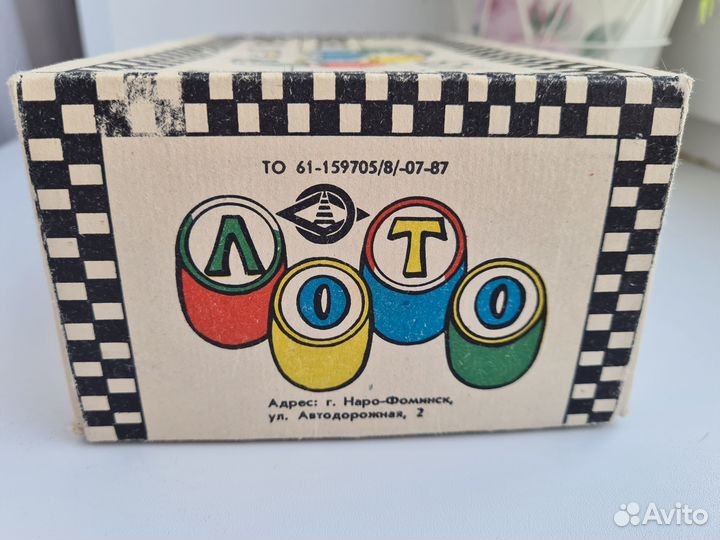 ТО 61-159705/8/-07-87
ЛОТО
Адрес: г. Наро-Фоминск,
ул. Автодорожная, 2
Avito